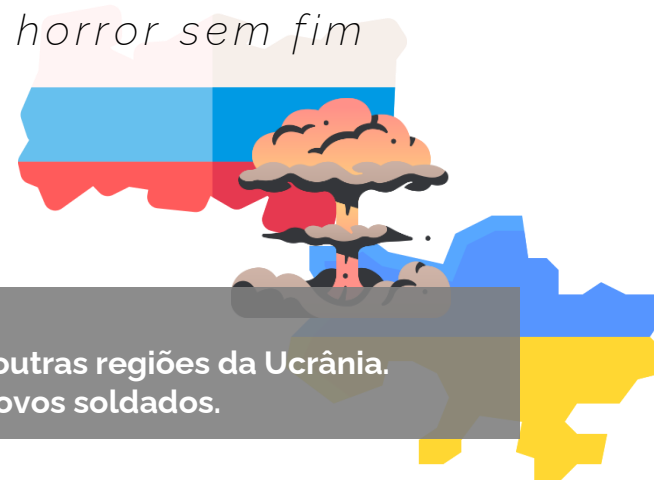 horror sem fim
outras regiões da Ucrânia.
ovos soldados.